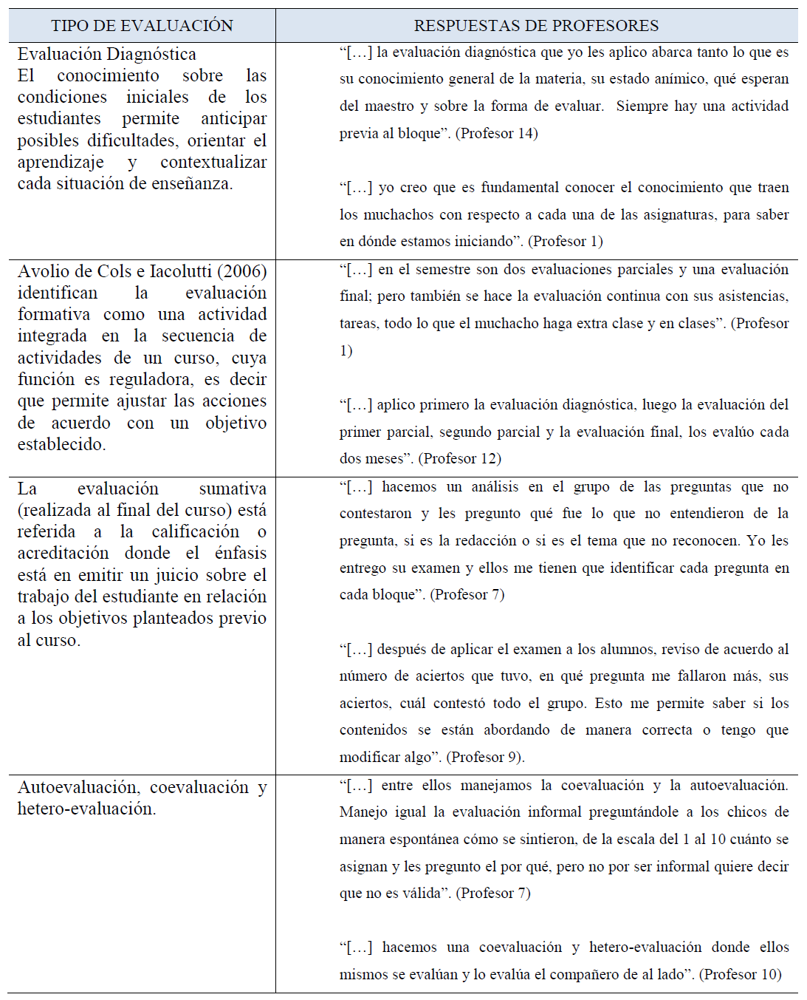 TIPO DE EVALUACIÓN
RESPUESTAS DE PROFESORES
Evaluación Diagnóstica
El conocimiento sobre las
condiciones iniciales de los
estudiantes permite anticipar
posibles dificultades, orientar el
aprendizaje y contextualizar
cada situación de enseñanza.
“[…] la evaluación diagnóstica que yo les aplico abarca tanto lo que es
su conocimiento general de la materia, su estado anímico, qué esperan
del maestro y sobre la forma de evaluar. Siempre hay una actividad
previa al bloque”. (Profesor 14)
“[…] yo creo que es fundamental conocer el conocimiento que traen
los muchachos con respecto a cada una de las asignaturas, para saber
en dónde estamos iniciando”. (Profesor 1)
Avolio de Cols e Iacolutti (2006)
identifican la evaluación
formativa como una actividad
integrada en la secuencia de
actividades de un curso, cuya
función es reguladora, es decir
que permite ajustar las acciones
de acuerdo con un objetivo
establecido.
“[…] en el semestre son dos evaluaciones parciales y una evaluación
final; pero también se hace la evaluación continua con sus asistencias,
tareas, todo lo que el muchacho haga extra clase y en clases”. (Profesor
1)
“[…] aplico primero la evaluación diagnóstica, luego la evaluación del
primer parcial, segundo parcial y la evaluación final, los evalúo cada
dos meses”. (Profesor 12)
La evaluación sumativa
(realizada al final del curso) está
referida a la calificación o
acreditación donde el énfasis
está en emitir un juicio sobre el
trabajo del estudiante en relación
a los objetivos planteados previo
al curso.
“[…] hacemos un análisis en el grupo de las preguntas que no
contestaron y les pregunto qué fue lo que no entendieron de la
pregunta, si es la redacción o si es el tema que no reconocen. Yo les
entrego su examen y ellos me tienen que identificar cada pregunta en
cada bloque”. (Profesor 7)
“[…] después de aplicar el examen a los alumnos, reviso de acuerdo al
número de aciertos que tuvo, en qué pregunta me fallaron más, sus
aciertos, cuál contestó todo el grupo. Esto me permite saber si los
contenidos se están abordando de manera correcta o tengo que
modificar algo”. (Profesor 9).
Autoevaluación, coevaluación y
hetero-evaluación.
“[…] entre ellos manejamos la coevaluación y la autoevaluación.
Manejo igual la evaluación informal preguntándole a los chicos de
manera espontánea cómo se sintieron, de la escala del 1 al 10 cuánto se
asignan y les pregunto el por qué, pero no por ser informal quiere decir
que no es válida”. (Profesor 7)
“[…] hacemos una coevaluación y hetero-evaluación donde ellos
mismos se evalúan y lo evalúa el compañero de al lado”. (Profesor 10)